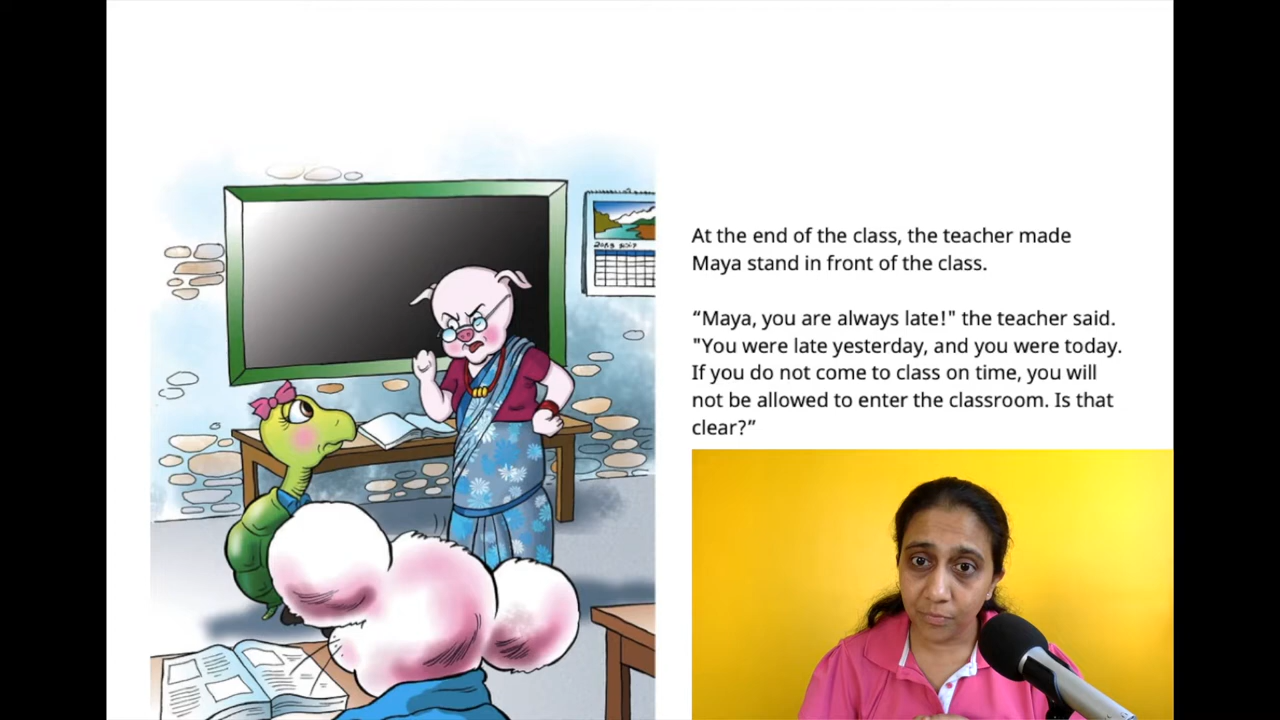 At the end of the class, the teacher made
Maya stand in front of the class.
“Maya, you are always late!" the teacher said.
"You were late yesterday, and you were today.
If you do not come to class on time, you will
not be allowed to enter the classroom. Is that
clear?”